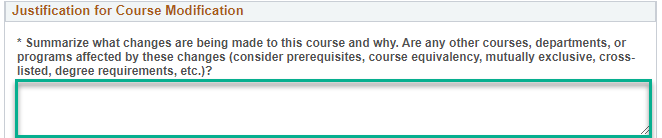 Justification for Course Modification
* Summarize what changes are being made to this course and why. Are any other courses, departments, or
programs affected by these changes (consider prerequisites, course equivalency, mutually exclusive, cross-
listed, degree requirements, etc.)?